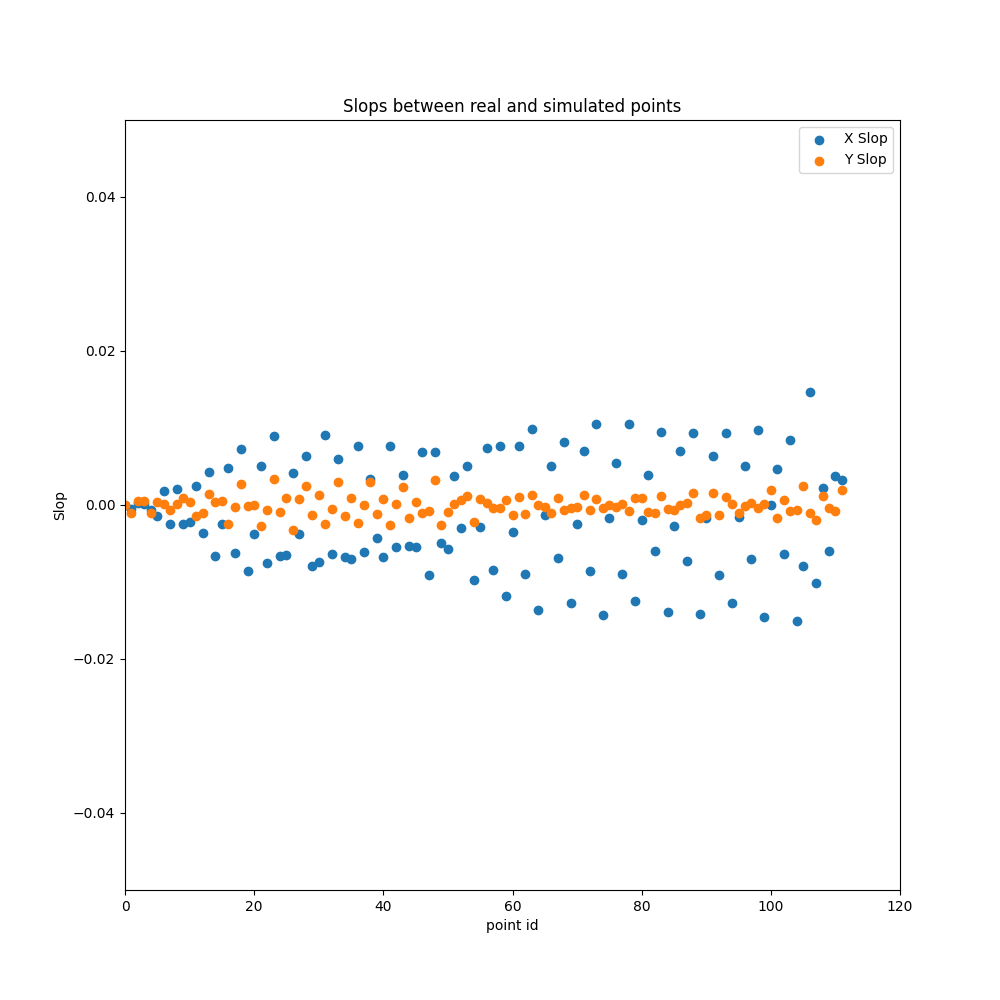 Slops between real and simulated points
X Slop
Y Slop
0.04
0.02
0.00
−0.02
−0.04
Slop
0 20 40 60 80 100 120
point id